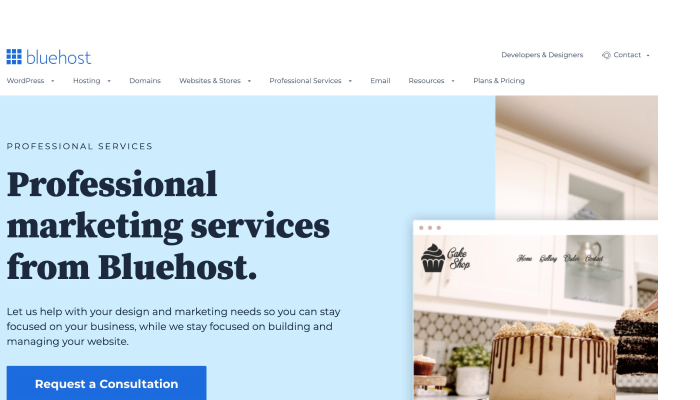 bluehost
Developers & Designers Contact
WordPress Hosting Domains Websites & Stores Professional Services Email Resources Plans & Pricing
PROFESSIONAL SERVICES
Professional
marketing services
from Bluehost.
Let us help with your design and marketing needs so you can stay
focused on your business, while we stay focused on building and
managing your website.
Request a Consultation
Cake
Shop
Home Gallery Order Contact